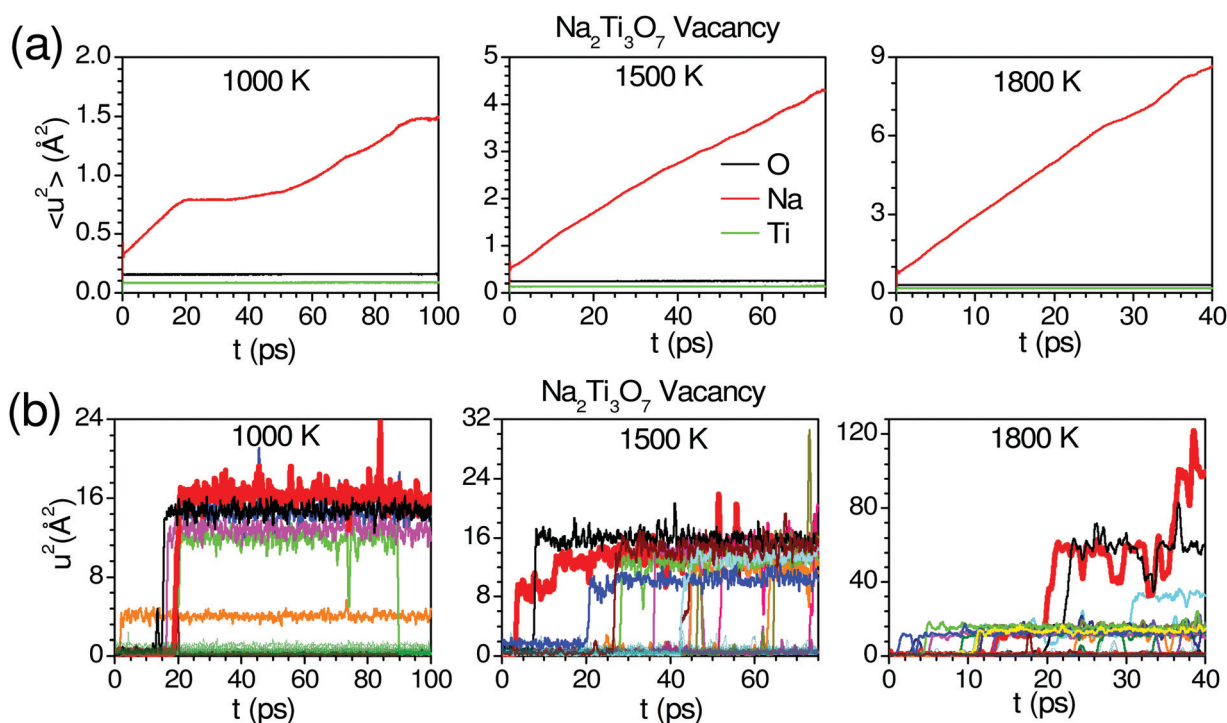 (a)
Na₂Ti₃O₇ Vacancy
<u²> (Å²)
2.0
1.5
1.0
0.5
0.0
1000 K
0 20 40 60 80 100
t (ps)
5
4
3
2
1
0
1500 K
O
Na
Ti
0 20 40 60
t (ps)
9
6
3
0
1800 K
0 10 20 30 40
t (ps)
(b)
Na₂Ti₃O₇ Vacancy
u² (Å²)
24
16
8
0
1000 K
0 20 40 60 80 100
t (ps)
32
24
16
8
0
1500 K
0 20 40 60
t (ps)
120
80
40
0
1800 K
0 10 20 30 40
t (ps)